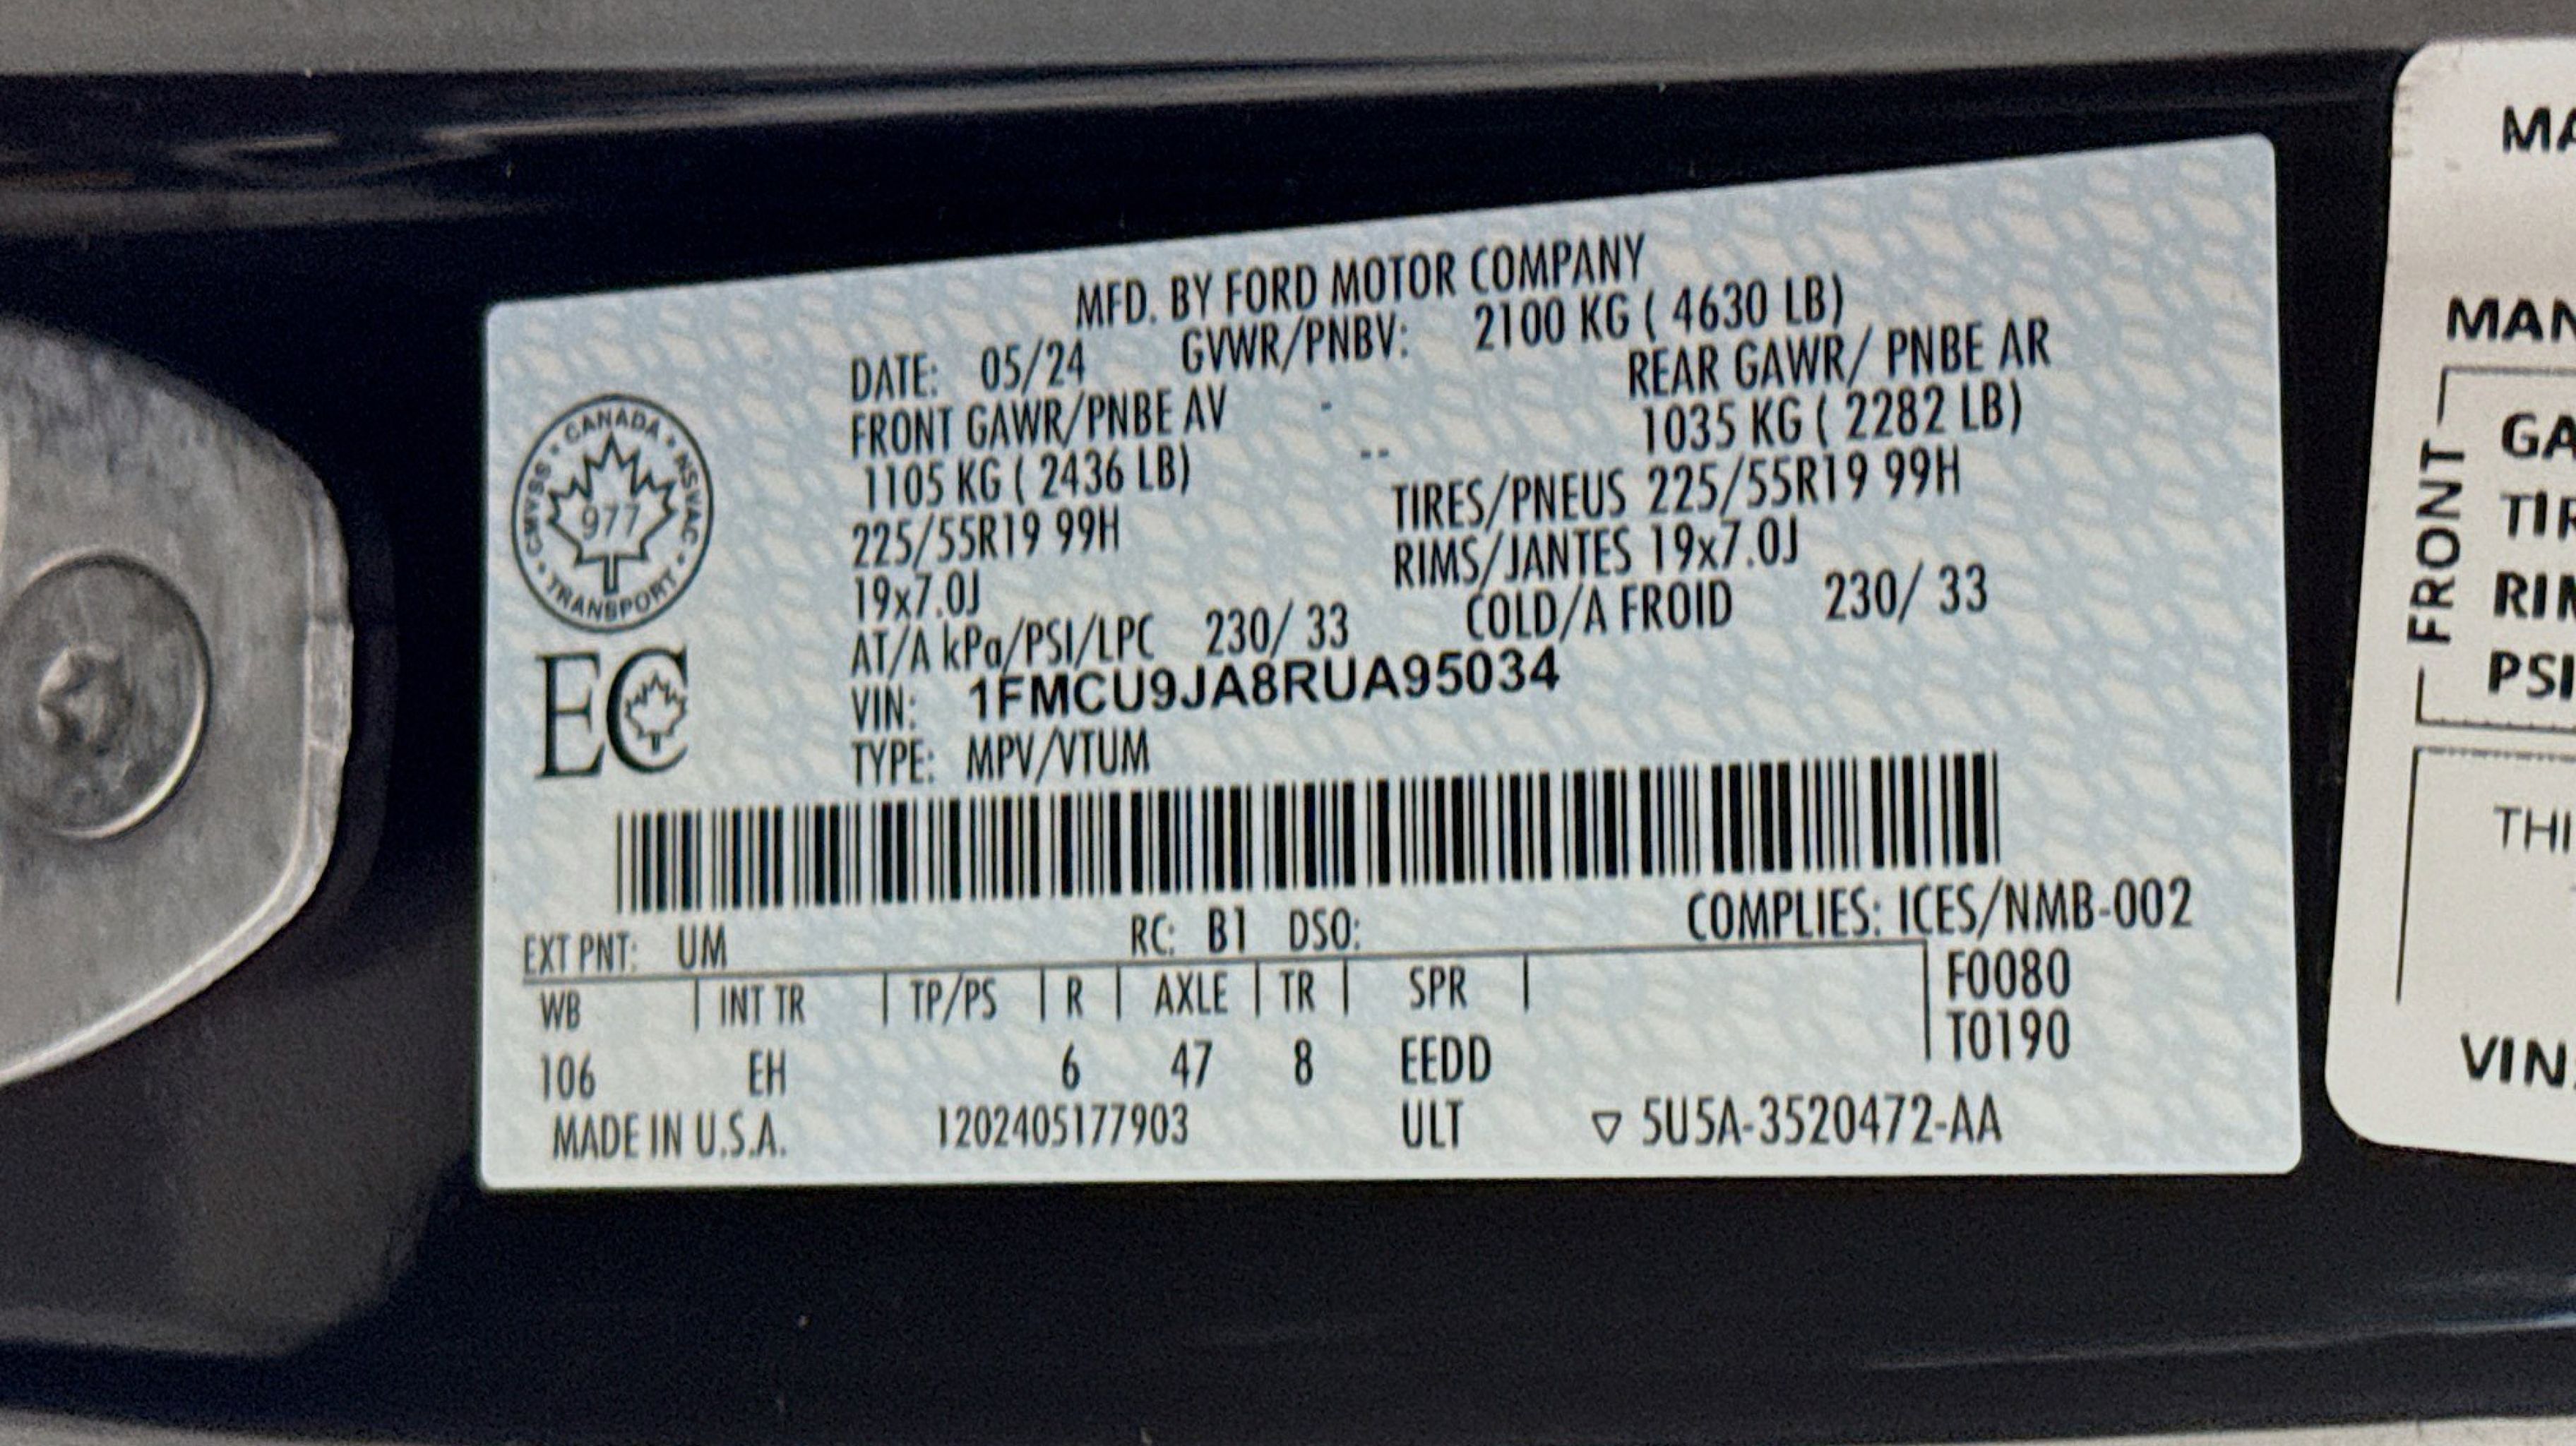 MFD. BY FORD MOTOR COMPANY
DATE: 05/24 GVWR/PNBV: 2100 KG ( 4630 LB)
FRONT GAWR/PNBE AV - REAR GAWR/ PNBE AR
1105 KG ( 2436 LB) -- 1035 KG ( 2282 LB)
225/55R19 99H TIRES/PNEUS 225/55R19 99H
19x7.0J RIMS/JANTES 19x7.0J
AT/A kPa/PSI/LPC 230/ 33 COLD/A FROID 230/ 33
VIN: 1FMCU9JA8RUA95034
TYPE: MPV/VTUM
CANADA • NSVAC • TRANSPORT • CMVSS •
977
EC
COMPLIES: ICES/NMB-002
EXT PNT: UM RC: B1 DSO:
WB | INT TR | TP/PS | R | AXLE | TR | SPR | F0080
T0190
106 EH 6 47 8 EEDD
MADE IN U.S.A. 1202405177903 ULT ▽ 5U5A-3520472-AA
MA
MAN
FRONT
GA
TIR
RIM
PSI
THI
VIN: